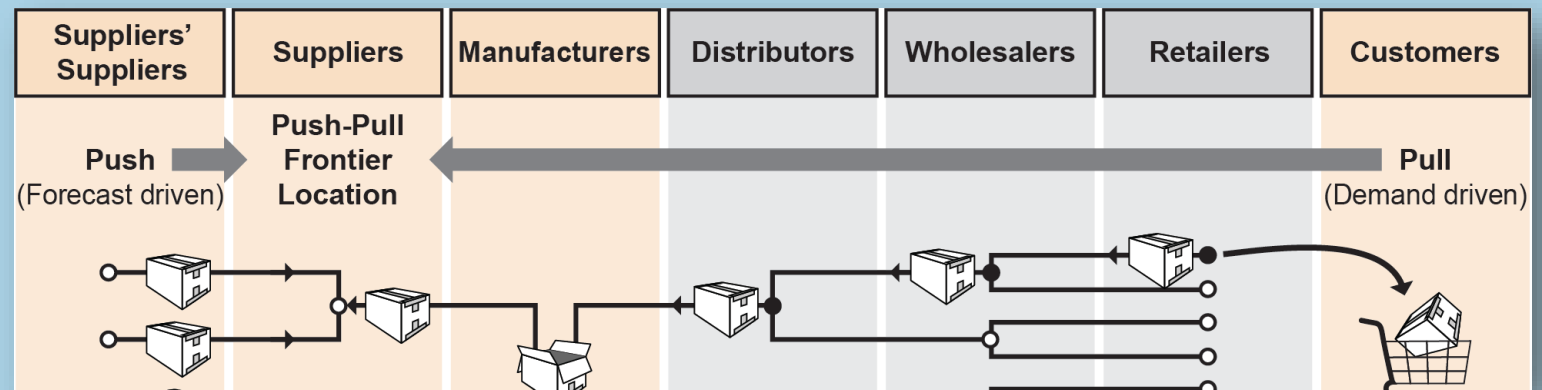 Suppliers’
Suppliers
Suppliers
Manufacturers
Distributors
Wholesalers
Retailers
Customers
Push
(Forecast driven)
Push-Pull
Frontier
Location
Pull
(Demand driven)